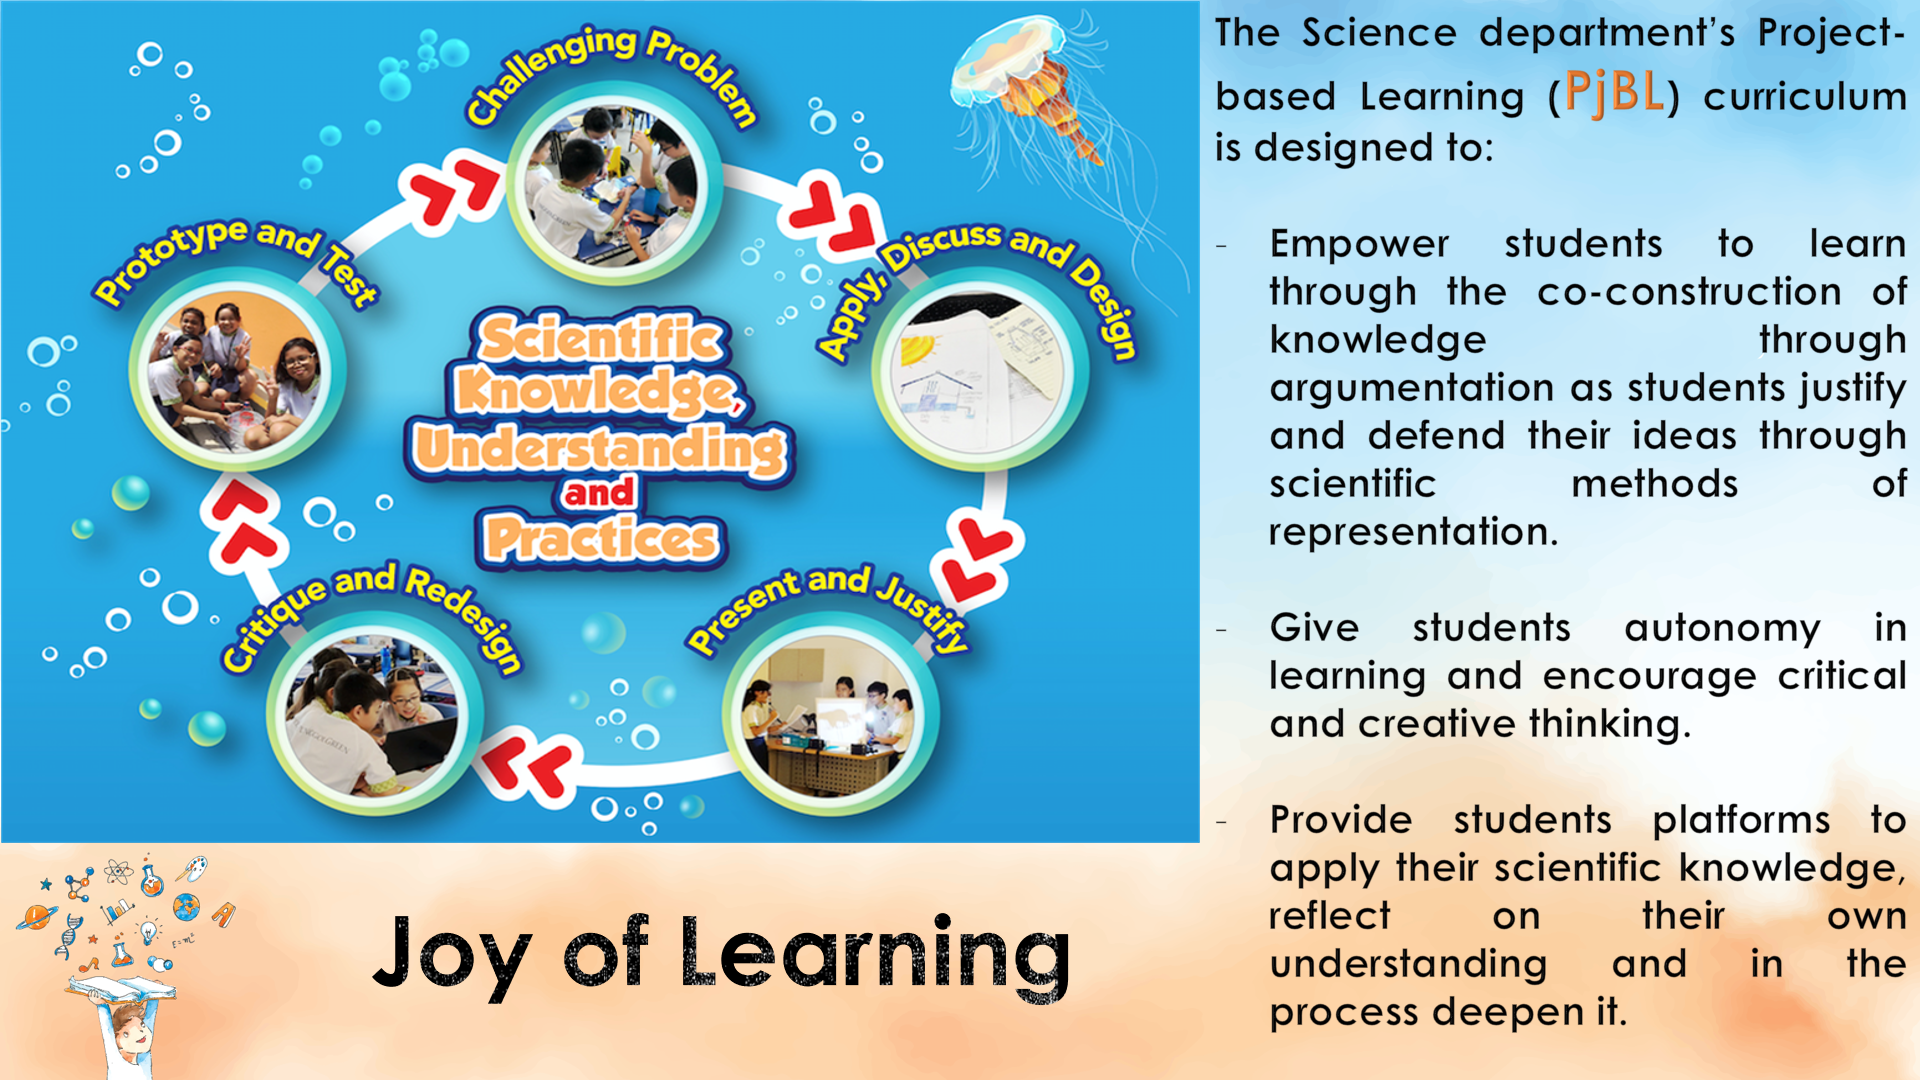 Challenging Problem
Apply, Discuss and Design
Present and Justify
Critique and Redesign
Prototype and Test
Scientific
Knowledge,
Understanding
and
Practices
Joy of Learning
E=mc²
The Science department’s Project-
based Learning (PjBL) curriculum
is designed to:
- Empower students to learn
through the co-construction of
knowledge through
argumentation as students justify
and defend their ideas through
scientific methods of
representation.
- Give students autonomy in
learning and encourage critical
and creative thinking.
- Provide students platforms to
apply their scientific knowledge,
reflect on their own
understanding and in the
process deepen it.